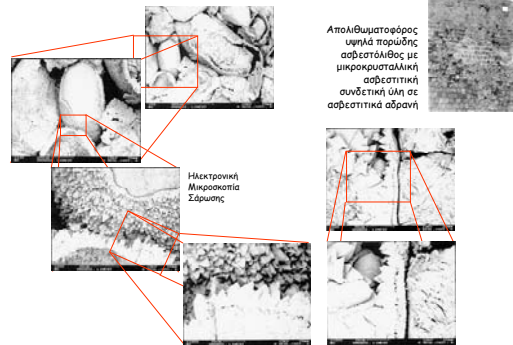 Απολιθωματοφόρος
υψηλά πορώδης
ασβεστόλιθος με
μικροκρυσταλλική
ασβεστιτική
συνδετική ύλη σε
ασβεστιτικά αδρανή
Ηλεκτρονική
Μικροσκοπία
Σάρωσης